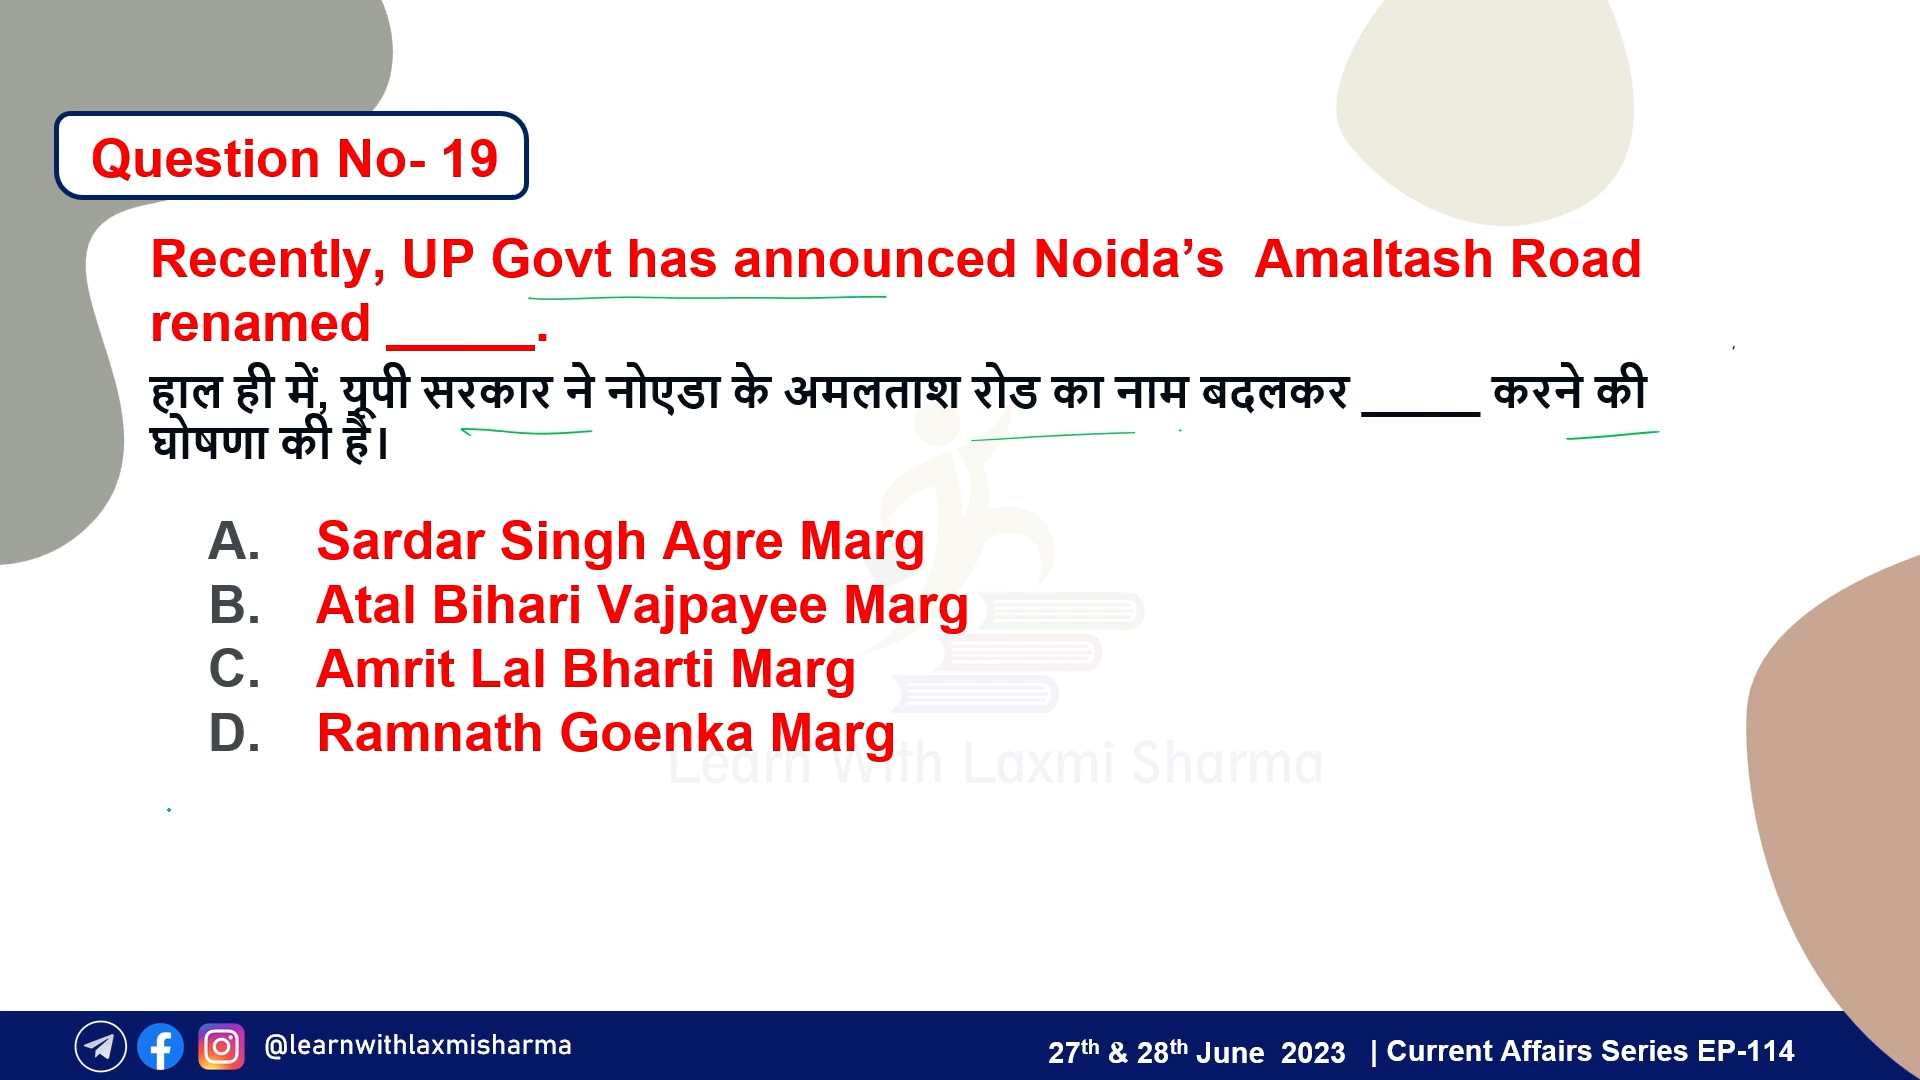 Question No- 19
Recently, UP Govt has announced Noida’s Amaltash Road
renamed _____.
हाल ही में, यूपी सरकार ने नोएडा के अमलताश रोड का नाम बदलकर _____ करने की
घोषणा की है।
A. Sardar Singh Agre Marg
B. Atal Bihari Vajpayee Marg
C. Amrit Lal Bharti Marg
D. Ramnath Goenka Marg
Learn With Laxmi Sharma
@learnwithlaxmisharma
27th & 28th June 2023 | Current Affairs Series EP-114